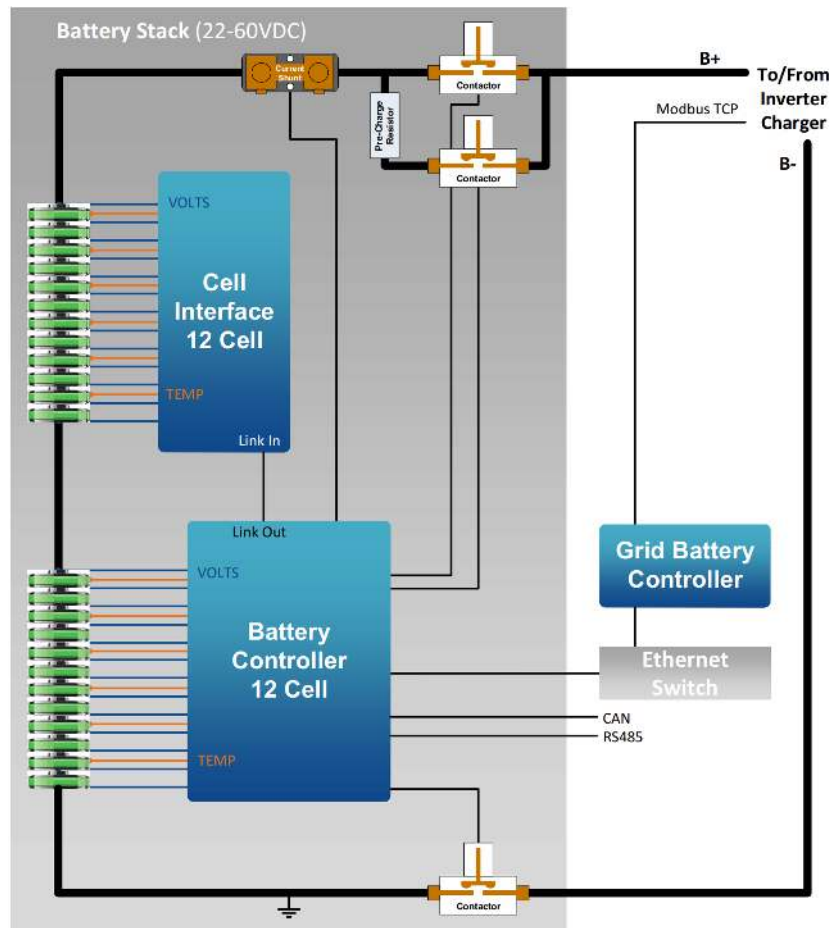 Battery Stack (22-60VDC)
Current
Shunt
Contactor
B+
To/From
Inverter
Charger
Modbus TCP
Pre-Charge
Resistor
Contactor
B-
VOLTS
Cell
Interface
12 Cell
TEMP
Link In
Link Out
VOLTS
Battery
Controller
12 Cell
TEMP
Grid Battery
Controller
Ethernet
Switch
CAN
RS485
Contactor